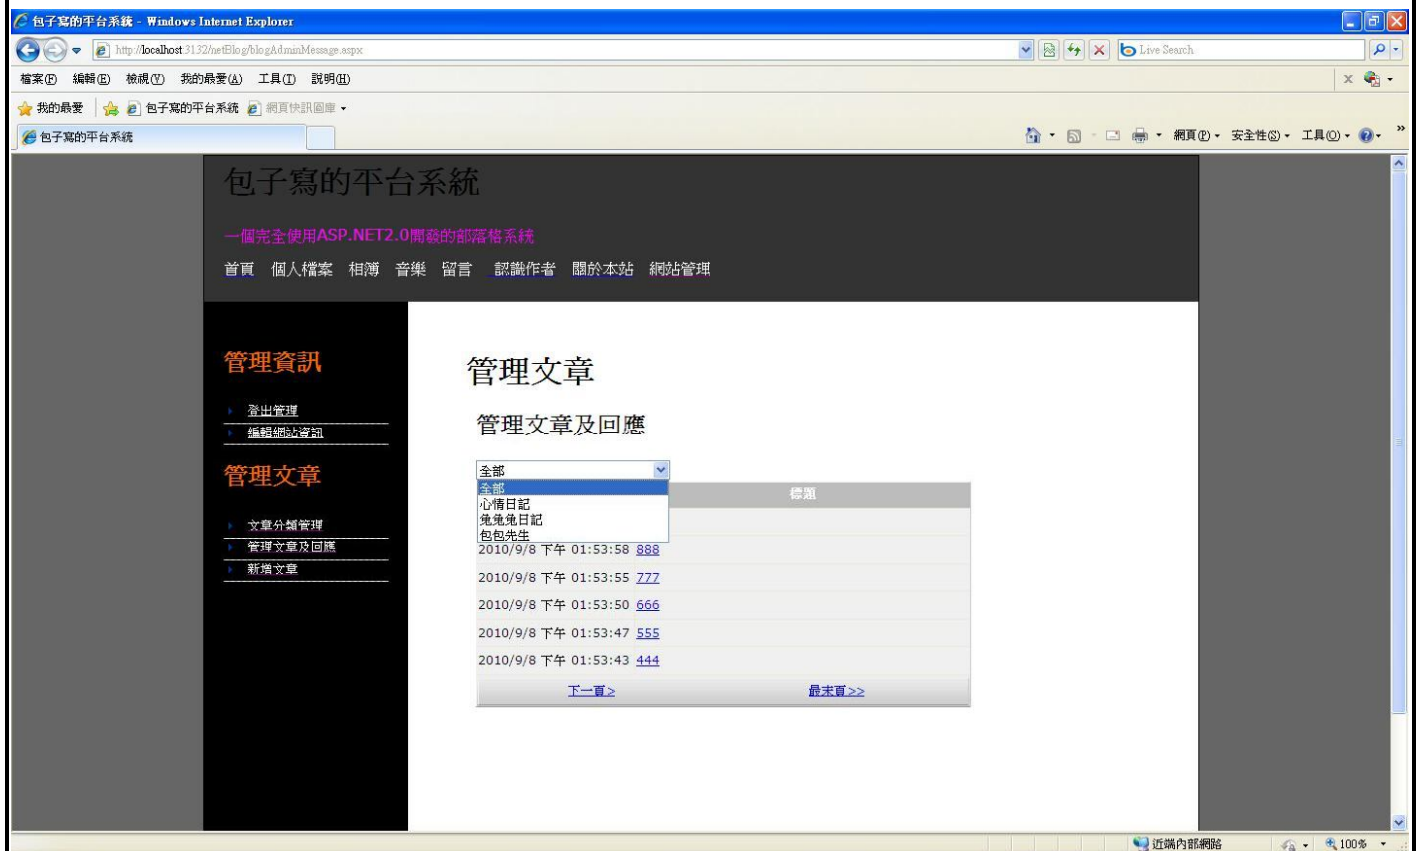 包子寫的平台系統 - Windows Internet Explorer
http://localhost:3132/netBlog/blogAdminMessage.aspx
Live Search
檔案(F) 編輯(E) 檢視(V) 我的最愛(A) 工具(T) 說明(H)
我的最愛 包子寫的平台系統 網頁快訊圖庫
包子寫的平台系統
網頁(P) 安全性(S) 工具(O)
包子寫的平台系統
一個完全使用ASP.NET2.0開發的部落格系統
首頁 個人檔案 相簿 音樂 留言 認識作者 關於本站 網站管理
管理資訊
登出管理
編輯網站資訊
管理文章
文章分類管理
管理文章及回應
新增文章
管理文章
管理文章及回應
全部
標題
全部
心情日記
兔兔兔日記
包包先生
2010/9/8 下午 01:53:58 888
2010/9/8 下午 01:53:55 777
2010/9/8 下午 01:53:50 666
2010/9/8 下午 01:53:47 555
2010/9/8 下午 01:53:43 444
下一頁> 最末頁>>
近端內部網路
100%